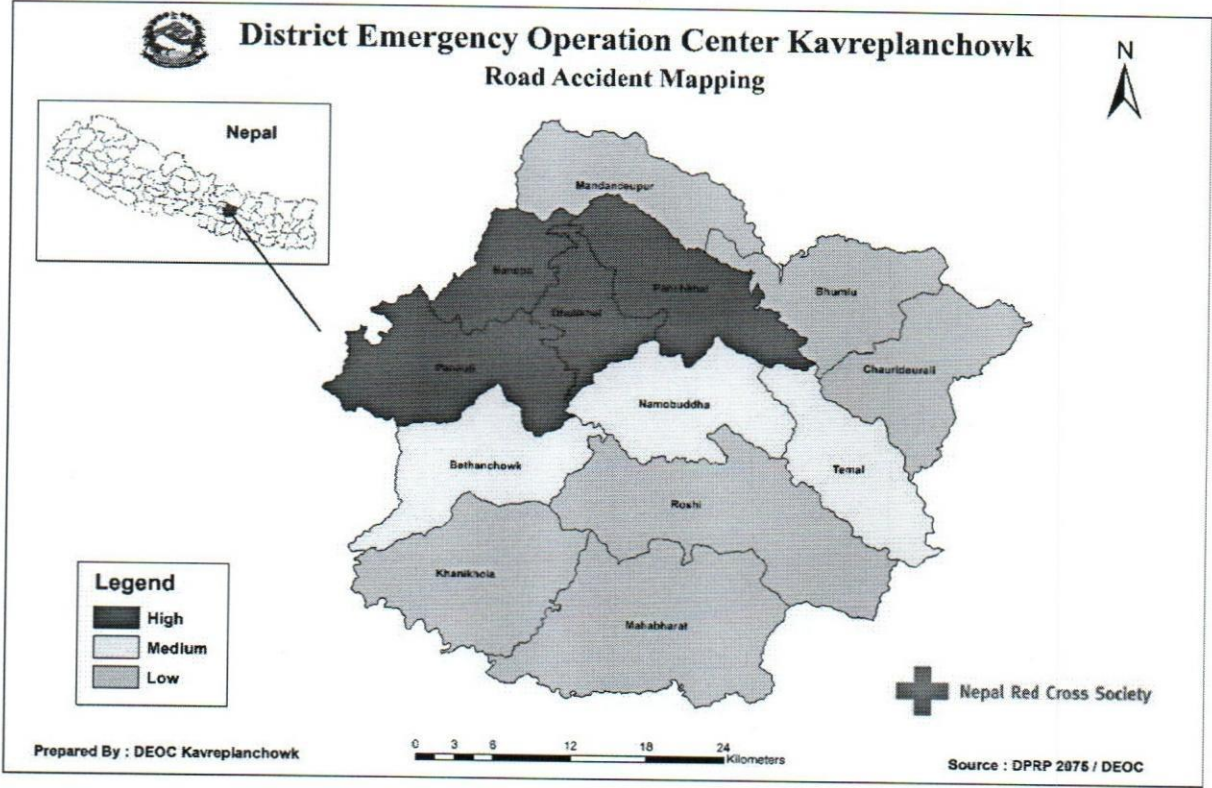 District Emergency Operation Center Kavreplanchowk
Road Accident Mapping
N
Nepal
Mandandeupur
Banepa
Panchkhal
Bhumlu
Dhulikhel
Panauti
Chaurideurali
Namobuddha
Bethanchowk
Temal
Roshi
Khanikhola
Mahabharat
Legend
High
Medium
Low
Nepal Red Cross Society
Prepared By : DEOC Kavreplanchowk
0 3 6 12 18 24
Kilometers
Source : DPRP 2075 / DEOC